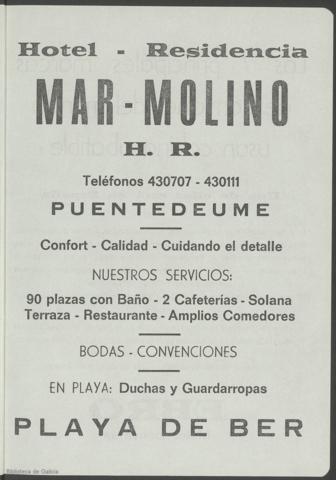 Hotel - Residencia
MAR-MOLINO
H. R.
Teléfonos 430707 - 430111
PUENTEDEUME
Confort - Calidad - Cuidando el detalle
NUESTROS SERVICIOS:
90 plazas con Baño - 2 Cafeterías - Solana
Terraza - Restaurante - Amplios Comedores
BODAS - CONVENCIONES
EN PLAYA: Duchas y Guardarropas
PLAYA DE BER
Biblioteca de Galicia